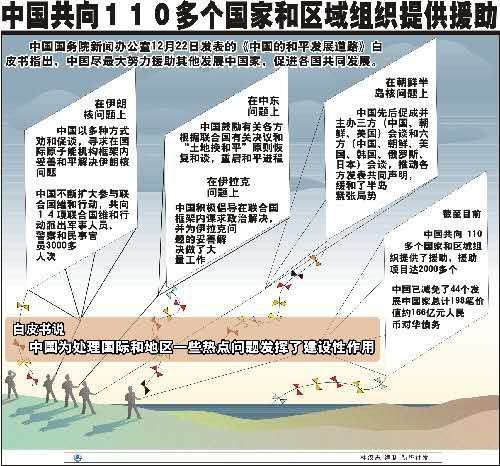 中国共向110多个国家和区域组织提供援助
中国国务院新闻办公室12月22日发表的《中国的和平发展道路》白
皮书指出，中国尽最大努力援助其他发展中国家，促进各国共同发展。
在伊朗
核问题上
中国以多种方式
劝和促谈，寻求在国
际原子能机构框架内
妥善和平解决伊朗核
问题
中国不断扩大参与联
合国维和行动，共向
14项联合国维和行
动派出军事人员、
警察和民事官
员3000多
人次
在中东
问题上
中国鼓励有关各方
根据联合国有关决议和
“土地换和平”原则恢
复和谈，重启和平进程
在伊拉克
问题上
中国积极倡导在联合国
框架内谋求政治解决，
并为伊拉克问
题的妥善解
决做了大
量工作
在朝鲜半
岛核问题上
中国先后促成并
主办三方（中国、朝
鲜、美国）会谈和六
方（中国、朝鲜、美
国、韩国、俄罗斯、
日本）会谈，推动各
方发表共同声明，
缓和了半岛
紧张局势
截至目前
中国共向 110
多个国家和区域组
织提供了援助，援助
项目达2000多个
中国已减免了44个发
展中国家总计198笔价
值约166亿元人民
币对华债务
白皮书说
中国为处理国际和地区一些热点问题发挥了建设性作用